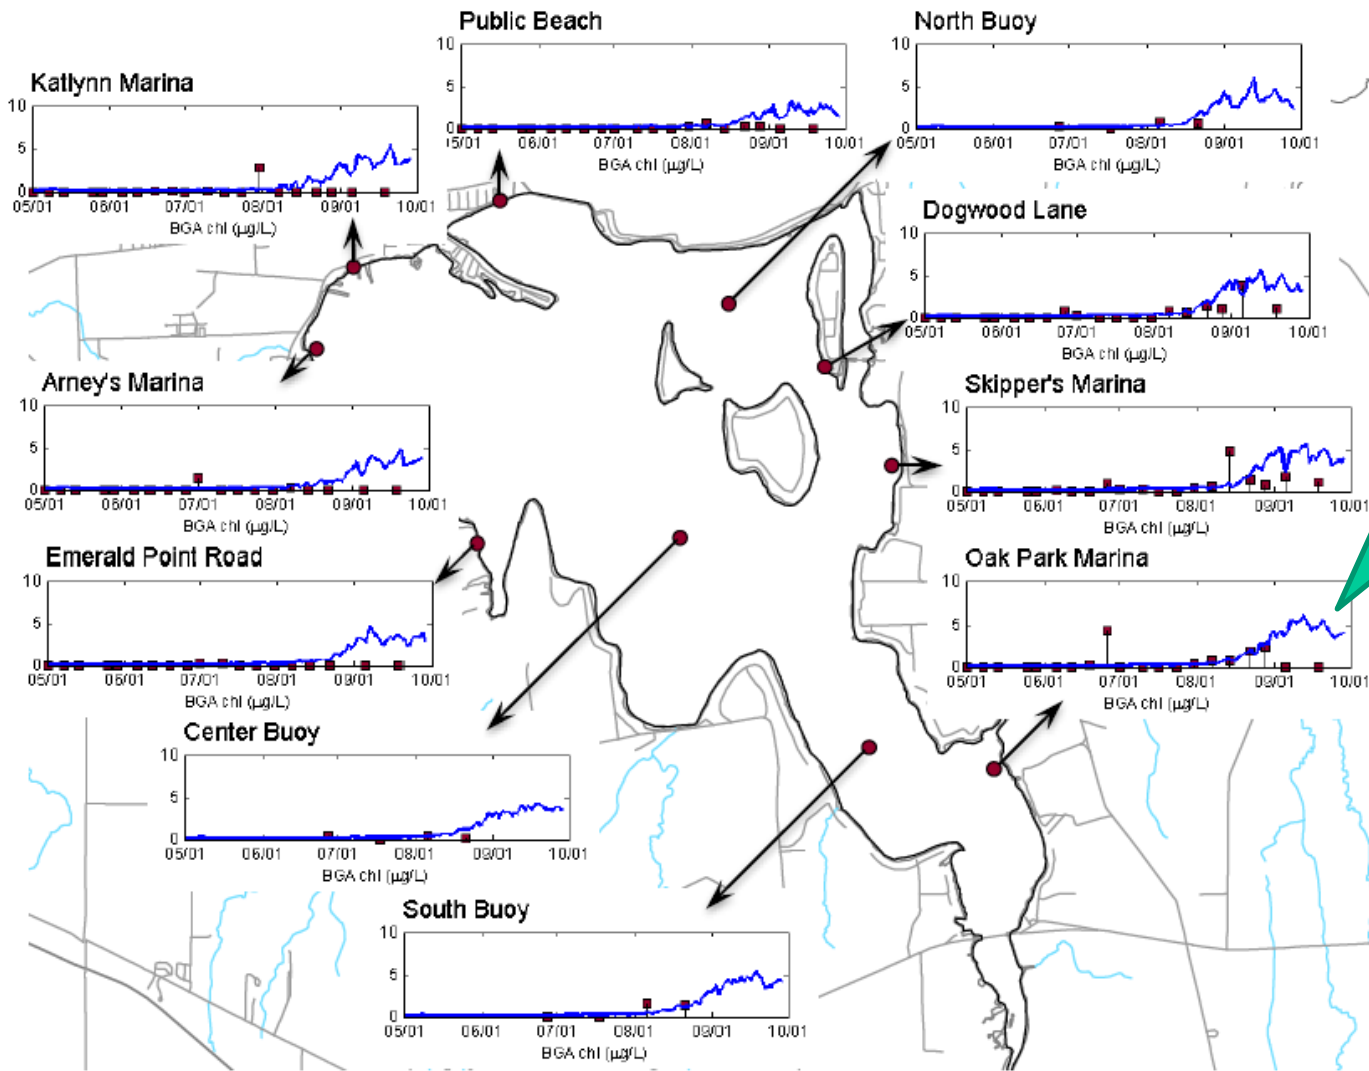 Public Beach
10
5
0
05/01 06/01 07/01 08/01 09/01 10/01
BGA chl (µg/L)
North Buoy
10
5
0
05/01 06/01 07/01 08/01 09/01 10/01
BGA chl (µg/L)
Katlynn Marina
10
5
0
05/01 06/01 07/01 08/01 09/01 10/01
BGA chl (µg/L)
Dogwood Lane
10
5
0
05/01 06/01 07/01 08/01 09/01 10/01
BGA chl (µg/L)
Arney's Marina
10
5
0
05/01 06/01 07/01 08/01 09/01 10/01
BGA chl (µg/L)
Skipper's Marina
10
5
0
05/01 06/01 07/01 08/01 09/01 10/01
BGA chl (µg/L)
Emerald Point Road
10
5
0
05/01 06/01 07/01 08/01 09/01 10/01
BGA chl (µg/L)
Oak Park Marina
10
5
0
05/01 06/01 07/01 08/01 09/01 10/01
BGA chl (µg/L)
Center Buoy
10
5
0
05/01 06/01 07/01 08/01 09/01 10/01
BGA chl (µg/L)
South Buoy
10
5
0
05/01 06/01 07/01 08/01 09/01 10/01
BGA chl (µg/L)